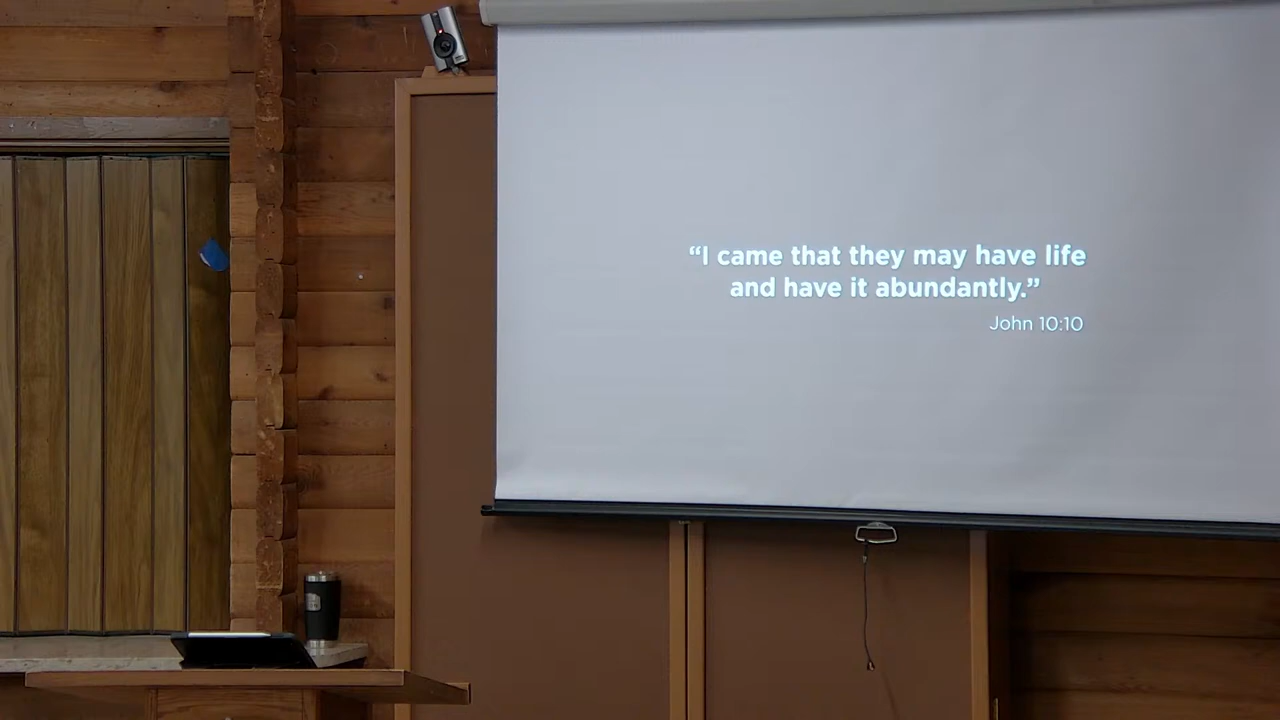 “I came that they may have life
and have it abundantly.”
John 10:10